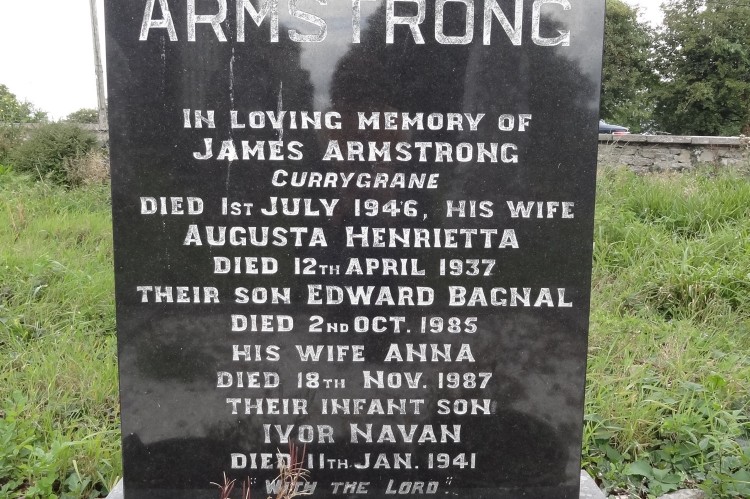 ARMSTRONG
IN LOVING MEMORY OF
JAMES ARMSTRONG
CURRYGRANE
DIED 1ST JULY 1946, HIS WIFE
AUGUSTA HENRIETTA
DIED 12TH APRIL 1937
THEIR SON EDWARD BAGNAL
DIED 2ND OCT. 1985
HIS WIFE ANNA
DIED 18TH NOV. 1987
THEIR INFANT SON
IVOR NAVAN
DIED 11TH JAN. 1941
"WITH THE LORD."